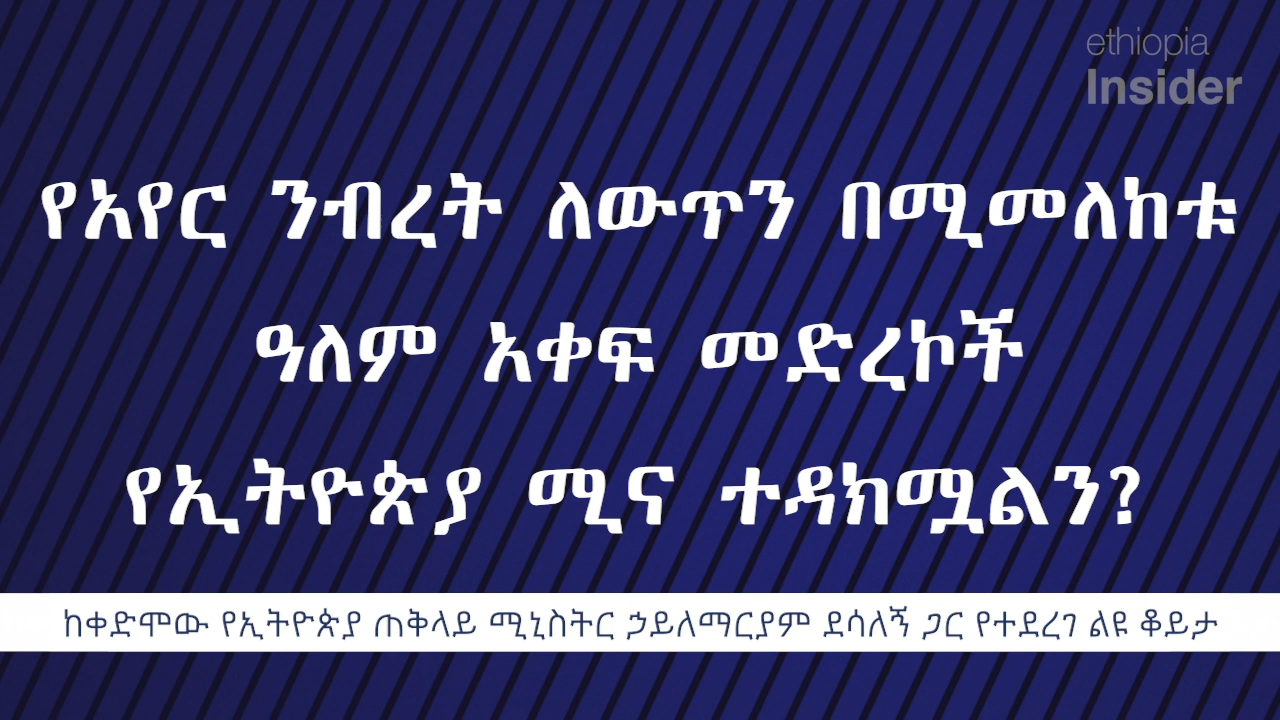 ethiopia
Insider
የአየር ንብረት ለውጥን በሚመለከቱ
ዓለም አቀፍ መድረኮች
የኢትዮጵያ ሚና ተዳክሟልን?
ከቀድሞው የኢትዮጵያ ጠቅላይ ሚኒስትር ኃይለማርያም ደሳለኝ ጋር የተደረገ ልዩ ቆይታ